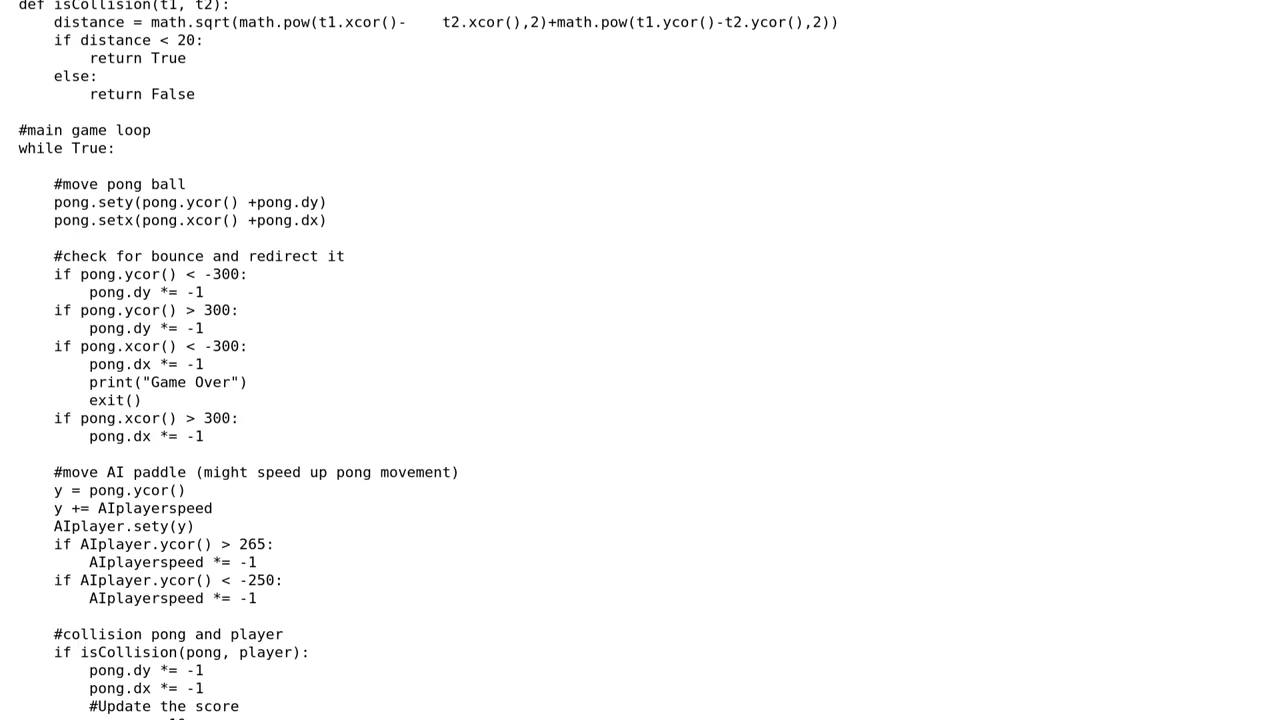 def isCollision(t1, t2):
    distance = math.sqrt(math.pow(t1.xcor()-    t2.xcor(),2)+math.pow(t1.ycor()-t2.ycor(),2))
    if distance < 20:
        return True
    else:
        return False

#main game loop
while True:

    #move pong ball
    pong.sety(pong.ycor() +pong.dy)
    pong.setx(pong.xcor() +pong.dx)

    #check for bounce and redirect it
    if pong.ycor() < -300:
        pong.dy *= -1
    if pong.ycor() > 300:
        pong.dy *= -1
    if pong.xcor() < -300:
        pong.dx *= -1
        print("Game Over")
        exit()
    if pong.xcor() > 300:
        pong.dx *= -1

    #move AI paddle (might speed up pong movement)
    y = pong.ycor()
    y += AIplayerspeed
    AIplayer.sety(y)
    if AIplayer.ycor() > 265:
        AIplayerspeed *= -1
    if AIplayer.ycor() < -250:
        AIplayerspeed *= -1

    #collision pong and player
    if isCollision(pong, player):
        pong.dy *= -1
        pong.dx *= -1
        #Update the score